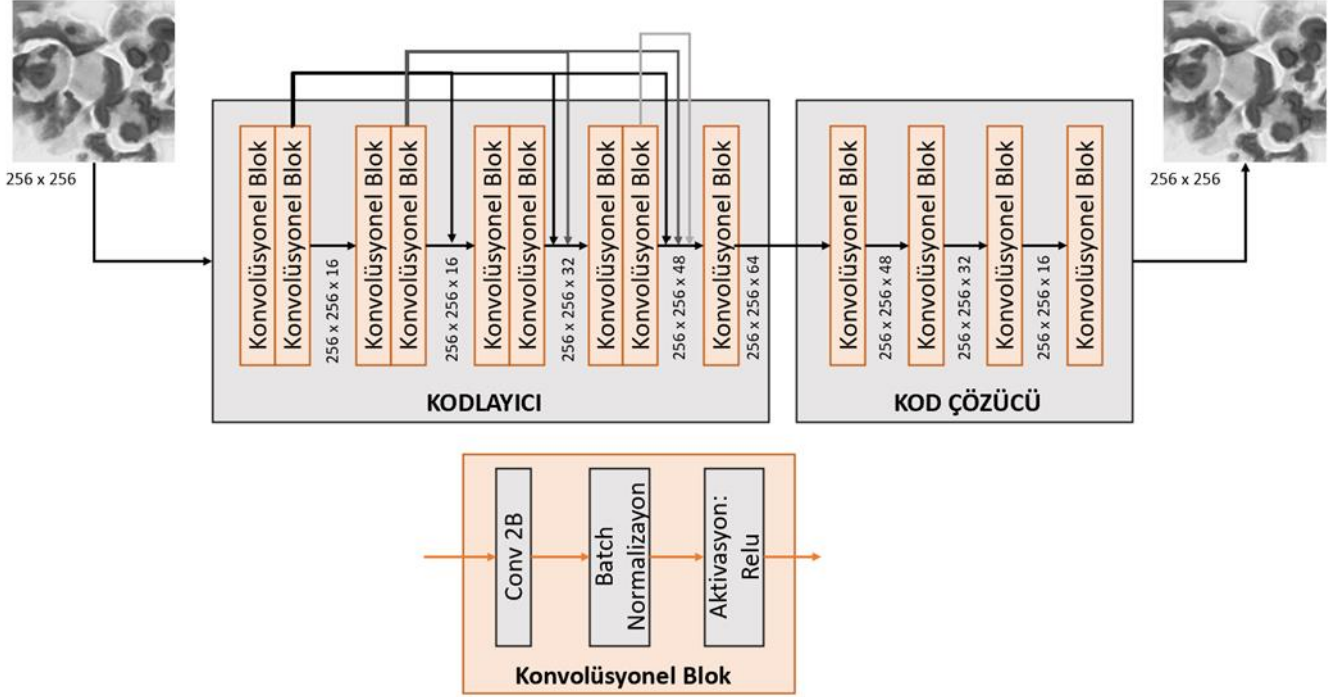 256 x 256
256 x 256
Konvolüsyonel Blok
Konvolüsyonel Blok
256 x 256 x 16
Konvolüsyonel Blok
Konvolüsyonel Blok
256 x 256 x 16
Konvolüsyonel Blok
Konvolüsyonel Blok
256 x 256 x 32
Konvolüsyonel Blok
Konvolüsyonel Blok
256 x 256 x 48
Konvolüsyonel Blok
256 x 256 x 64
KODLAYICI
Konvolüsyonel Blok
256 x 256 x 48
Konvolüsyonel Blok
256 x 256 x 32
Konvolüsyonel Blok
256 x 256 x 16
Konvolüsyonel Blok
KOD ÇÖZÜCÜ
Conv 2B
Batch
Normalizayon
Aktivasyon:
Relu
Konvolüsyonel Blok